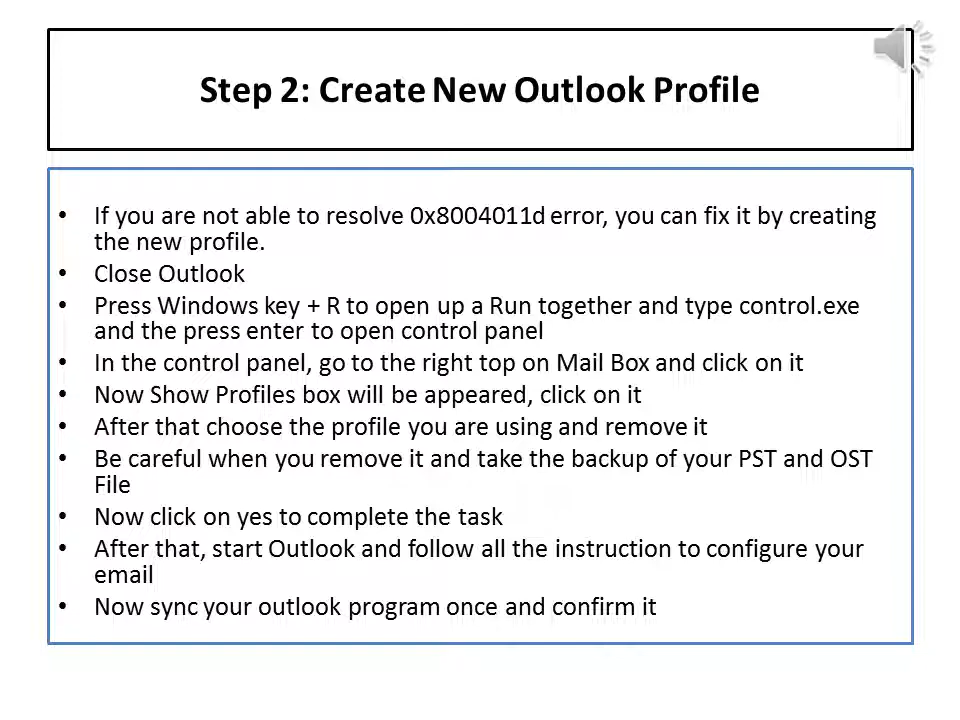 Step 2: Create New Outlook Profile
• If you are not able to resolve 0x8004011d error, you can fix it by creating
the new profile.
• Close Outlook
• Press Windows key + R to open up a Run together and type control.exe
and the press enter to open control panel
• In the control panel, go to the right top on Mail Box and click on it
• Now Show Profiles box will be appeared, click on it
• After that choose the profile you are using and remove it
• Be careful when you remove it and take the backup of your PST and OST
File
• Now click on yes to complete the task
• After that, start Outlook and follow all the instruction to configure your
email
• Now sync your outlook program once and confirm it